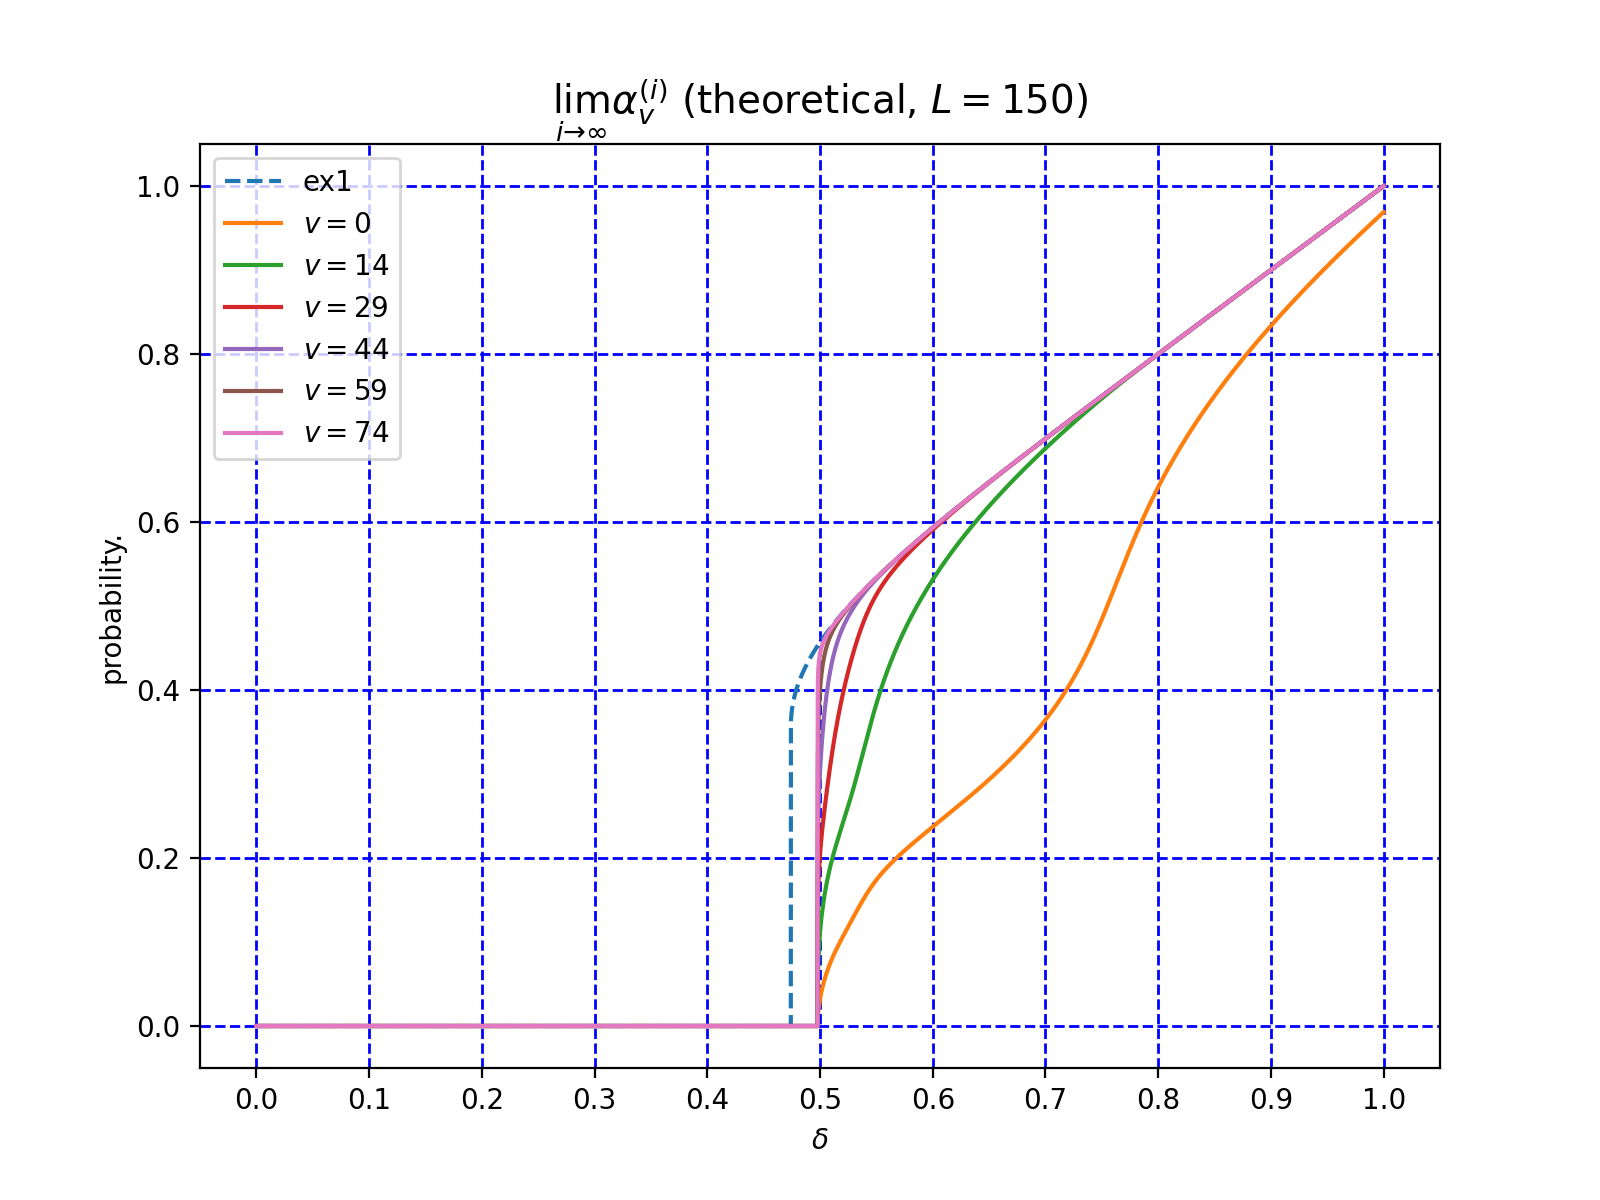 lim α_v^(i) (theoretical, L = 150)
i→∞
ex1
v = 0
v = 14
v = 29
v = 44
v = 59
v = 74
probability.
1.0
0.8
0.6
0.4
0.2
0.0
0.0 0.1 0.2 0.3 0.4 0.5 0.6 0.7 0.8 0.9 1.0
δ